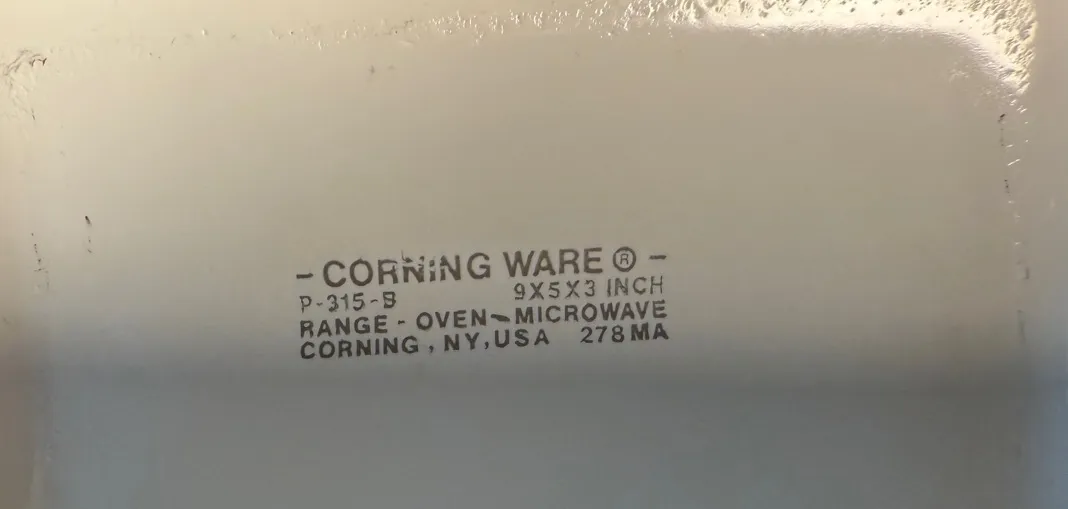 - CORNING WARE ® -
P-315-B 9X5X3 INCH
RANGE - OVEN-MICROWAVE
CORNING, NY, USA 278 MA